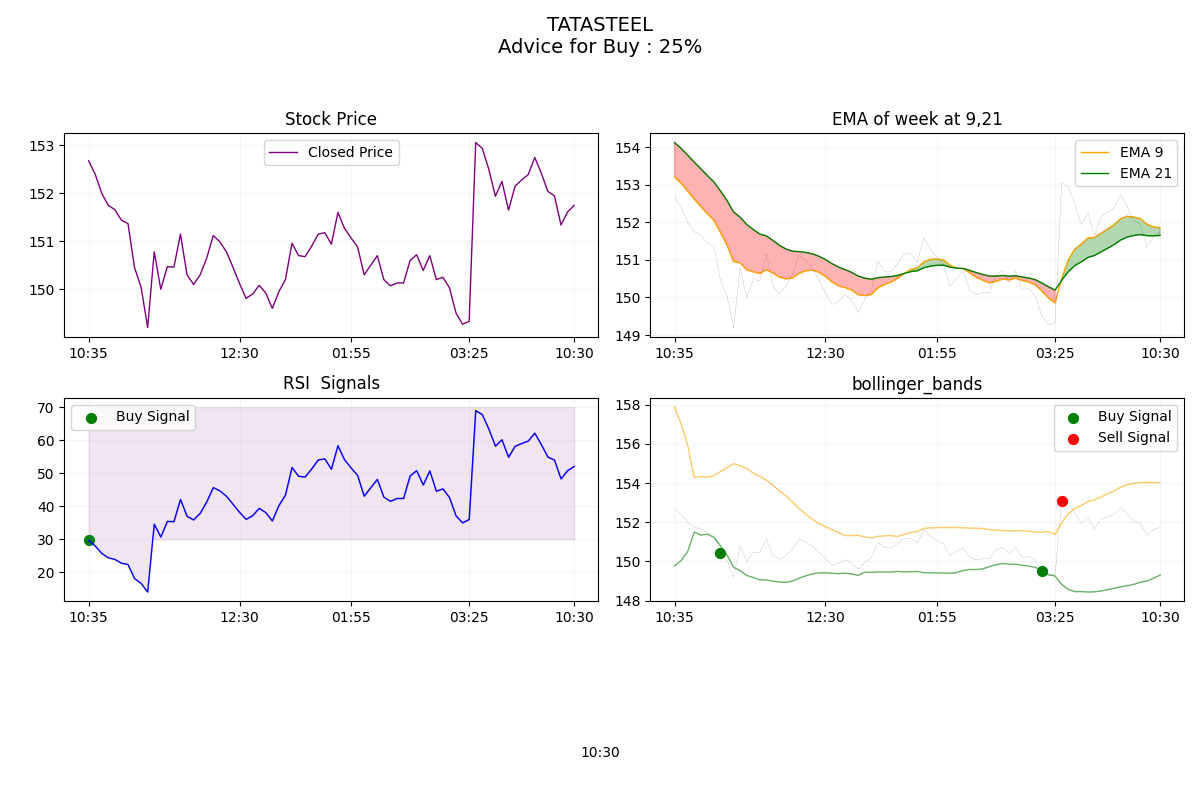 TATASTEEL
Advice for Buy : 25%
Stock Price
Closed Price
153
152
151
150
10:35 12:30 01:55 03:25 10:30
EMA of week at 9,21
EMA 9
EMA 21
154
153
152
151
150
149
10:35 12:30 01:55 03:25 10:30
RSI  Signals
Buy Signal
70
60
50
40
30
20
10:35 12:30 01:55 03:25 10:30
bollinger_bands
Buy Signal
Sell Signal
158
156
154
152
150
148
10:35 12:30 01:55 03:25 10:30
10:30